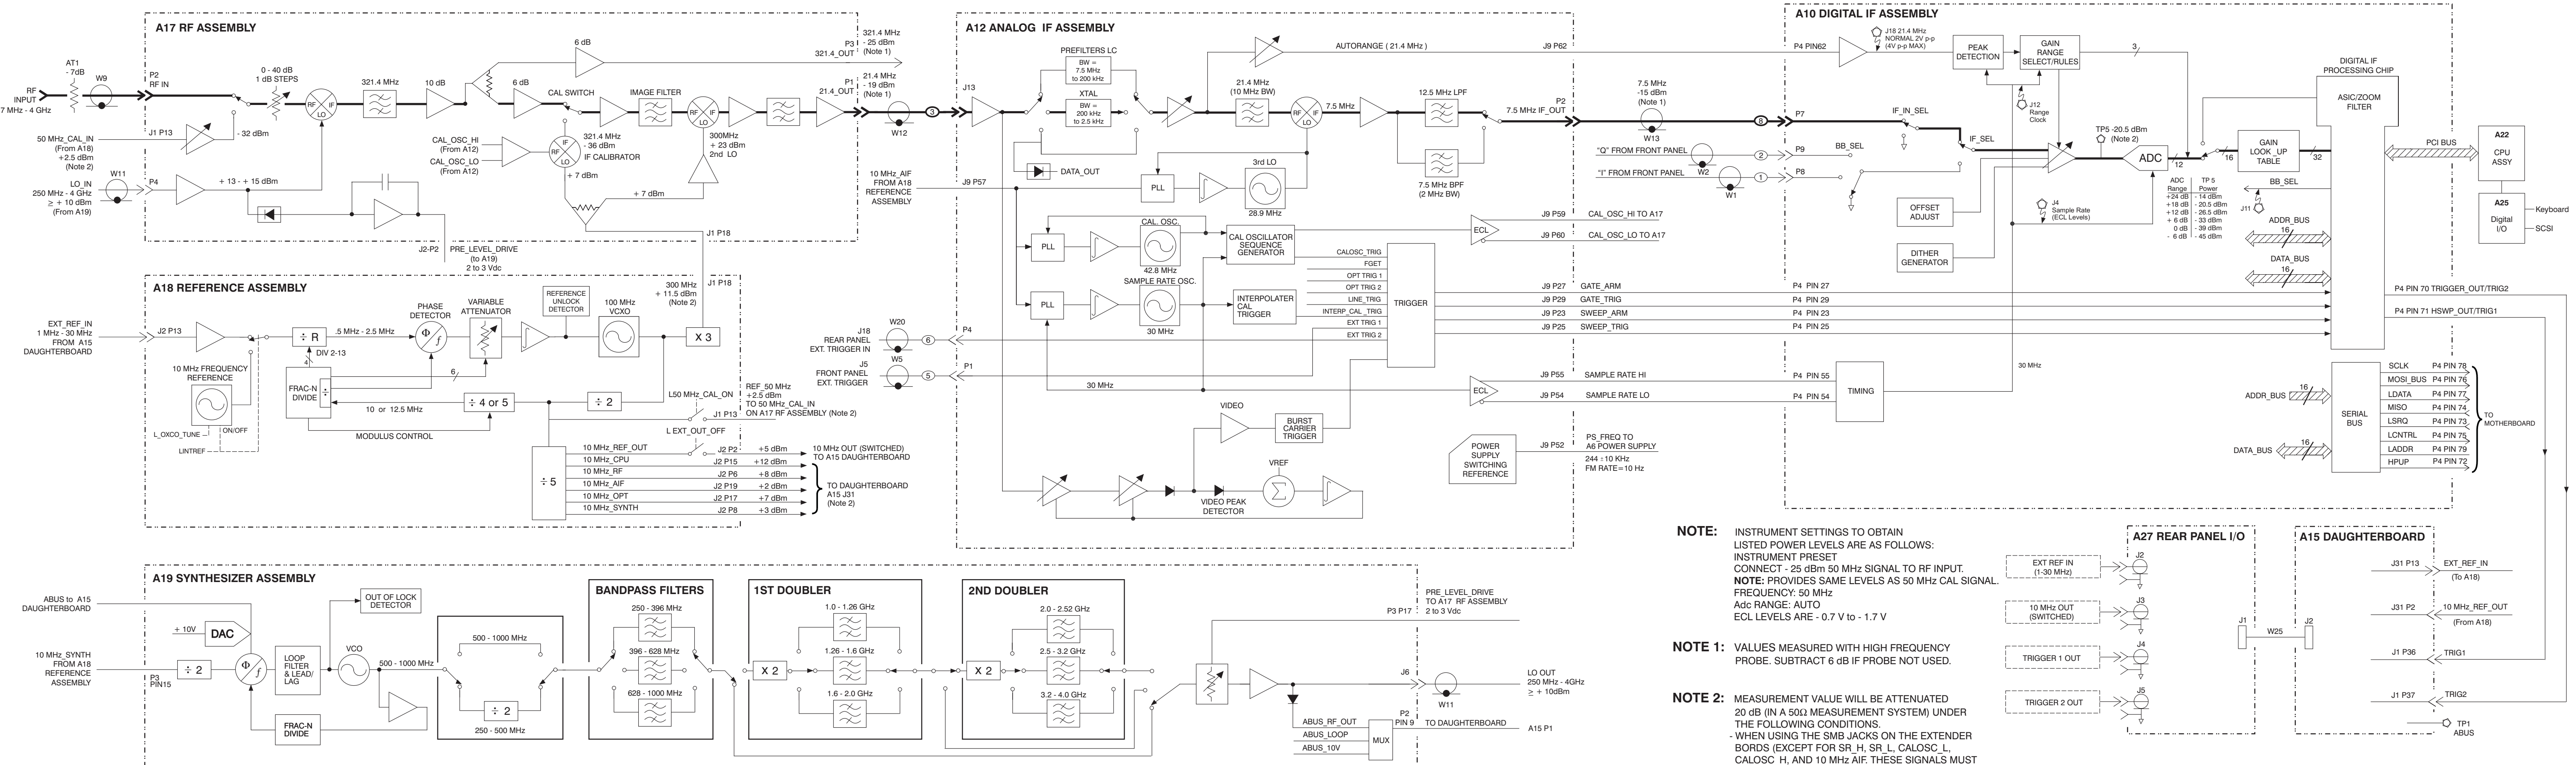 A17 RF ASSEMBLY
AT1
- 7dB
W9
RF
INPUT
7 MHz - 4 GHz
P2
RF IN
0 - 40 dB
1 dB STEPS
321.4 MHz
10 dB
6 dB
6 dB
CAL SWITCH
IMAGE FILTER
P3
321.4_OUT
321.4 MHz
- 25 dBm
(Note 1)
P1
21.4_OUT
21.4 MHz
- 19 dBm
(Note 1)
W12
3
RF
IF
LO
50 MHz_CAL_IN
(From A18)
+2.5 dBm
(Note 2)
J1 P13
- 32 dBm
CAL_OSC_HI
(From A12)
CAL_OSC_LO
(From A12)
RF
LO
321.4 MHz
- 36 dBm
IF CALIBRATOR
+ 7 dBm
RF
IF
LO
300MHz
+ 23 dBm
2nd LO
+ 7 dBm
LO_IN
250 MHz - 4 GHz
≥ + 10 dBm
(From A19)
W11
P4
+ 13 - + 15 dBm
J2-P2
PRE_LEVEL_DRIVE
(to A19)
2 to 3 Vdc
J1 P18
A18 REFERENCE ASSEMBLY
EXT_REF_IN
1 MHz - 30 MHz
FROM A15
DAUGHTERBOARD
J2 P13
÷ R
.5 MHz - 2.5 MHz
PHASE
DETECTOR
Φ
f
VARIABLE
ATTENUATOR
REFERENCE
UNLOCK
DETECTOR
100 MHz
VCXO
300 MHz
+ 11.5 dBm
(Note 2)
J1 P18
X 3
DIV 2-13
4
10 MHz FREQUENCY
REFERENCE
FRAC-N
DIVIDE
÷
6
10 or 12.5 MHz
÷ 4 or 5
÷ 2
MODULUS CONTROL
L_OXCO_TUNE
ON/OFF
LINTREF
L50 MHz_CAL_ON
REF_50 MHz
+2.5 dBm
TO 50 MHz_CAL_IN
ON A17 RF ASSEMBLY (Note 2)
J1 P13
L EXT_OUT_OFF
÷ 5
10 MHz_REF_OUT J2 P2 +5 dBm
10 MHz OUT (SWITCHED)
TO A15 DAUGHTERBOARD
10 MHz_CPU J2 P15 +12 dBm
10 MHz_RF J2 P6 +8 dBm
10 MHz_AIF J2 P19 +2 dBm
10 MHz_OPT J2 P17 +7 dBm
10 MHz_SYNTH J2 P8 +3 dBm
TO DAUGHTERBOARD
A15 J31
(Note 2)
A12 ANALOG IF ASSEMBLY
J13
PREFILTERS LC
BW =
7.5 MHz
to 200 kHz
XTAL
BW =
200 kHz
to 2.5 kHz
DATA_OUT
AUTORANGE ( 21.4 MHz )
J9 P62
21.4 MHz
(10 MHz BW)
RF
IF
LO
7.5 MHz
12.5 MHz LPF
7.5 MHz BPF
(2 MHz BW)
P2
7.5 MHz IF_OUT
10 MHz_AIF
FROM A18
REFERENCE
ASSEMBLY
J9 P57
PLL
3rd LO
28.9 MHz
CAL. OSC.
PLL
42.8 MHz
CAL OSCILLATOR
SEQUENCE
GENERATOR
ECL
J9 P59 CAL_OSC_HI TO A17
J9 P60 CAL_OSC_LO TO A17
SAMPLE RATE OSC.
PLL
30 MHz
INTERPOLATER
CAL
TRIGGER
CALOSC_TRIG
FGET
OPT TRIG 1
OPT TRIG 2
LINE_TRIG
INTERP_CAL_TRIG
EXT TRIG 1
EXT TRIG 2
TRIGGER
J9 P27 GATE_ARM
J9 P29 GATE_TRIG
J9 P23 SWEEP_ARM
J9 P25 SWEEP_TRIG
J18
REAR PANEL
EXT. TRIGGER IN
W20
6
P4
J5
FRONT PANEL
EXT. TRIGGER
W5
5
P1
30 MHz
ECL
J9 P55 SAMPLE RATE HI
J9 P54 SAMPLE RATE LO
VIDEO
BURST
CARRIER
TRIGGER
VIDEO PEAK
DETECTOR
VREF
Σ
POWER
SUPPLY
SWITCHING
REFERENCE
J9 P52
PS_FREQ TO
A6 POWER SUPPLY
244 ÷10 KHz
FM RATE=10 Hz
7.5 MHz
-15 dBm
(Note 1)
W13
8
"Q" FROM FRONT PANEL
W2
2
P9
"I" FROM FRONT PANEL
W1
1
P8
A10 DIGITAL IF ASSEMBLY
P4 PIN62
J18 21.4 MHz
NORMAL 2V p-p
(4V p-p MAX)
PEAK
DETECTION
GAIN
RANGE
SELECT/RULES
3
J12
Range
Clock
P7
IF_IN_SEL
IF_SEL
BB_SEL
OFFSET
ADJUST
DITHER
GENERATOR
TP5 -20.5 dBm
(Note 2)
ADC
12
16
J4
Sample Rate
(ECL Levels)
ADC TP 5
Range Power
+24 dB - 14 dBm
+18 dB - 20.5 dBm
+12 dB - 26.5 dBm
+ 6 dB - 33 dBm
0 dB - 39 dBm
- 6 dB - 45 dBm
GAIN
LOOK_UP
TABLE
32
DIGITAL IF
PROCESSING CHIP
ASIC/ZOOM
FILTER
BB_SEL
J11
ADDR_BUS
16
DATA_BUS
16
PCI BUS
A22
CPU
ASSY
A25
Digital
I/O
Keyboard
SCSI
P4 PIN 27
P4 PIN 29
P4 PIN 23
P4 PIN 25
P4 PIN 70 TRIGGER_OUT/TRIG2
P4 PIN 71 HSWP_OUT/TRIG1
P4 PIN 55
P4 PIN 54
TIMING
30 MHz
ADDR_BUS
16
DATA_BUS
16
SERIAL
BUS
SCLK P4 PIN 78
MOSI_BUS P4 PIN 76
LDATA P4 PIN 77
MISO P4 PIN 74
LSRQ P4 PIN 73
LCNTRL P4 PIN 75
LADDR P4 PIN 79
HPUP P4 PIN 72
TO
MOTHERBOARD
A19 SYNTHESIZER ASSEMBLY
ABUS to A15
DAUGHTERBOARD
+ 10V
DAC
OUT OF LOCK
DETECTOR
10 MHz_SYNTH
FROM A18
REFERENCE
ASSEMBLY
P3
PIN15
÷ 2
Φ
f
LOOP
FILTER
& LEAD/
LAG
VCO
500 - 1000 MHz
FRAC-N
DIVIDE
500 - 1000 MHz
÷ 2
250 - 500 MHz
BANDPASS FILTERS
250 - 396 MHz
396 - 628 MHz
628 - 1000 MHz
1ST DOUBLER
X 2
1.0 - 1.26 GHz
1.26 - 1.6 GHz
1.6 - 2.0 GHz
2ND DOUBLER
X 2
2.0 - 2.52 GHz
2.5 - 3.2 GHz
3.2 - 4.0 GHz
P3 P17
PRE_LEVEL_DRIVE
TO A17 RF ASSEMBLY
2 to 3 Vdc
J6
W11
LO OUT
250 MHz - 4GHz
≥ + 10dBm
ABUS_RF_OUT
ABUS_LOOP
ABUS_10V
MUX
P2
PIN 9
TO DAUGHTERBOARD
A15 P1
NOTE: INSTRUMENT SETTINGS TO OBTAIN
LISTED POWER LEVELS ARE AS FOLLOWS:
INSTRUMENT PRESET
CONNECT - 25 dBm 50 MHz SIGNAL TO RF INPUT.
NOTE: PROVIDES SAME LEVELS AS 50 MHz CAL SIGNAL.
FREQUENCY: 50 MHz
Adc RANGE: AUTO
ECL LEVELS ARE - 0.7 V to - 1.7 V
NOTE 1: VALUES MEASURED WITH HIGH FREQUENCY
PROBE. SUBTRACT 6 dB IF PROBE NOT USED.
NOTE 2: MEASUREMENT VALUE WILL BE ATTENUATED
20 dB (IN A 50Ω MEASUREMENT SYSTEM) UNDER
THE FOLLOWING CONDITIONS.
- WHEN USING THE SMB JACKS ON THE EXTENDER
BORDS (EXCEPT FOR SR_H, SR_L, CALOSC_L,
CALOSC H, AND 10 MHz AIF. THESE SIGNALS MUST
A27 REAR PANEL I/O
EXT REF IN
(1-30 MHz)
J2
10 MHz OUT
(SWITCHED)
J3
TRIGGER 1 OUT
J4
TRIGGER 2 OUT
J5
J1
W25
J2
A15 DAUGHTERBOARD
J31 P13 EXT_REF_IN
(To A18)
J31 P2 10 MHz_REF_OUT
(From A18)
J1 P36 TRIG1
J1 P37 TRIG2
TP1
ABUS